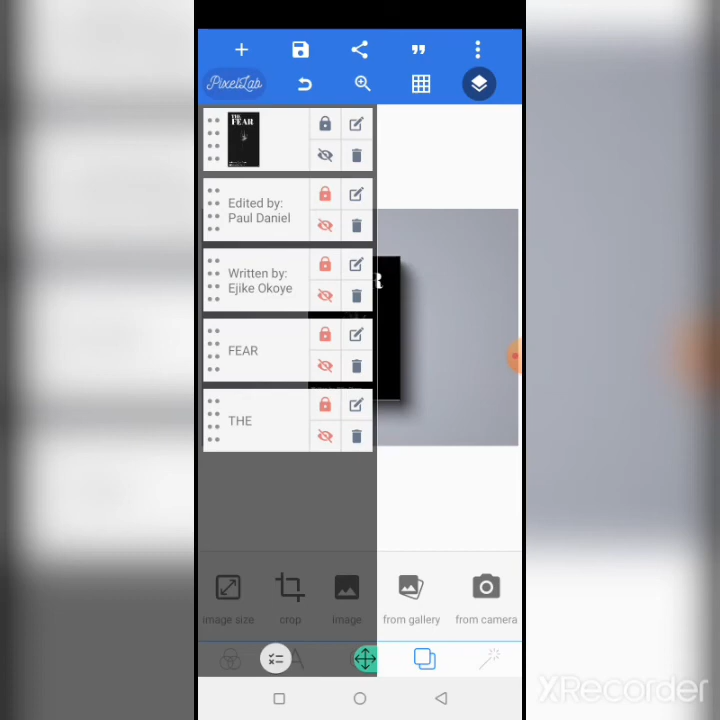 PixelLab
THE
FEAR
Edited by:
Paul Daniel
Written by:
Ejike Okoye
R
FEAR
THE
image size
crop
image
from gallery
from camera
XRecorder